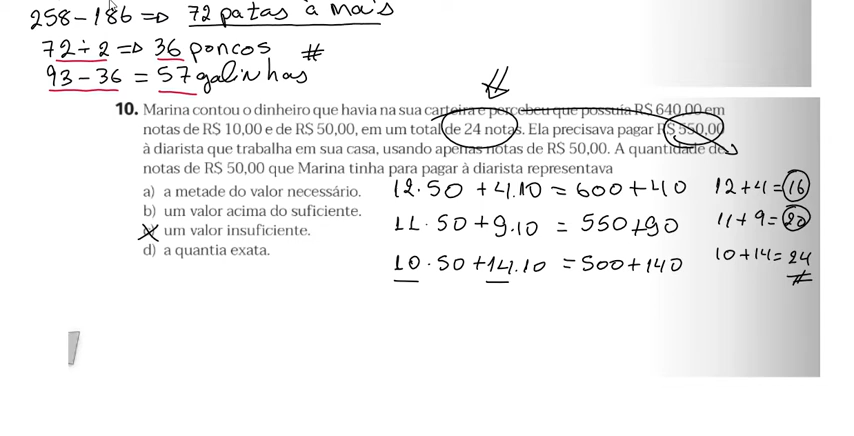 258 - 186 => 72 patas à mais
72 ÷ 2 => 36 porcos #
93 - 36 = 57 galinhas
10. Marina contou o dinheiro que havia na sua carteira e percebeu que possuía R$ 640,00 em
notas de R$ 10,00 e de R$ 50,00, em um total de 24 notas. Ela precisava pagar R$ 550,00
à diarista que trabalha em sua casa, usando apenas notas de R$ 50,00. A quantidade de
notas de R$ 50,00 que Marina tinha para pagar à diarista representava
a) a metade do valor necessário.
b) um valor acima do suficiente.
c) um valor insuficiente.
d) a quantia exata.
12.50 + 4.10 = 600 + 40 12 + 4 = 16
11.50 + 9.10 = 550 + 90 11 + 9 = 20
10.50 + 14.10 = 500 + 140 10 + 14 = 24 #